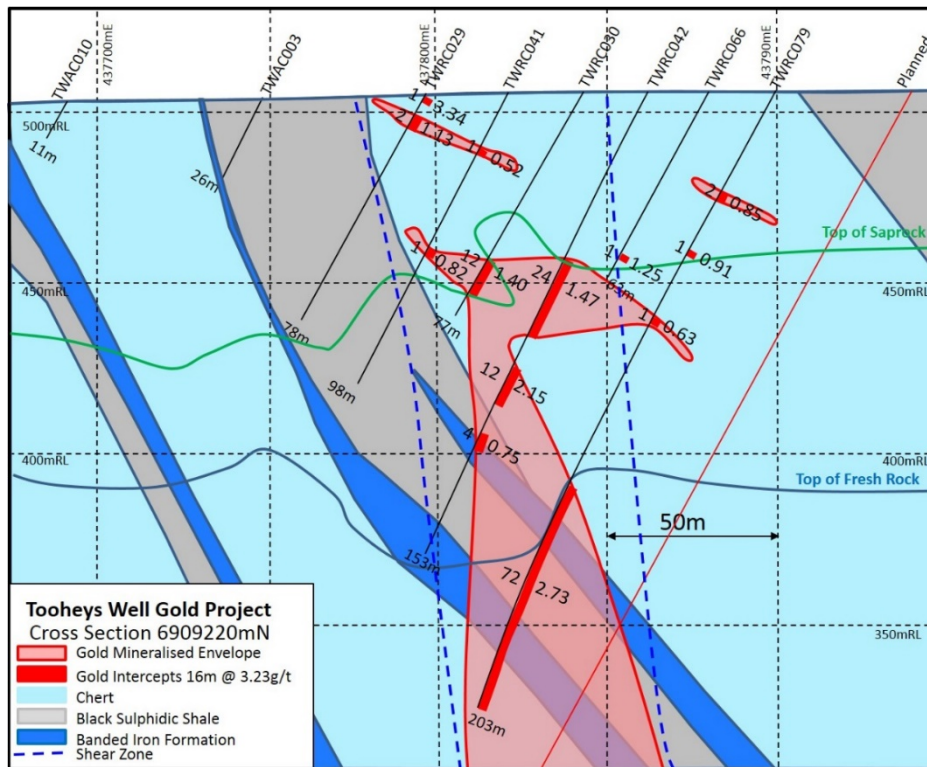 TWAC010
437700mE
TWAC003
437800mE
TWRC029
TWRC041
TWRC030
TWRC042
TWRC066
43790mE
TWRC079
Planned
500mRL
11m
26m
1 3.34
2 1.13
1 0.52
2 0.85
Top of Saprock
1 0.82
12 1.40
24 1.47
1 1.25
63m
1 0.91
450mRL
450mRL
77m
78m
1 0.63
98m
12 2.15
4 0.75
400mRL
400mRL
Top of Fresh Rock
50m
153m
72 2.73
350mRL
203m
Tooheys Well Gold Project
Cross Section 6909220mN
Gold Mineralised Envelope
Gold Intercepts 16m @ 3.23g/t
Chert
Black Sulphidic Shale
Banded Iron Formation
Shear Zone